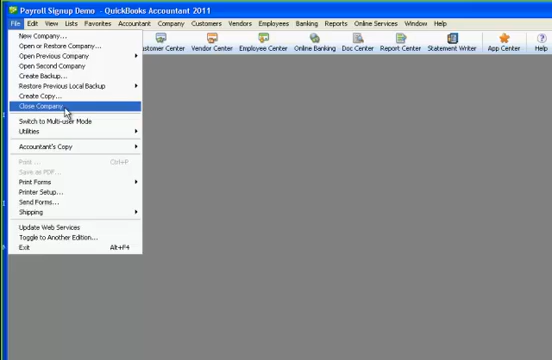 Payroll Signup Demo - QuickBooks Accountant 2011
File Edit View Lists Favorites Accountant Company Customers Vendors Employees Banking Reports Online Services Window Help
New Company...
Open or Restore Company...
Open Previous Company
Open Second Company
Create Backup...
Restore Previous Local Backup
Create Copy...
Close Company
Switch to Multi-user Mode
Utilities
Accountant's Copy
Print ... Ctrl+P
Save as PDF...
Print Forms
Printer Setup...
Send Forms...
Shipping
Update Web Services
Toggle to Another Edition...
Exit Alt+F4
ustomer Center Vendor Center Employee Center Online Banking Doc Center Report Center Statement Writer App Center Help